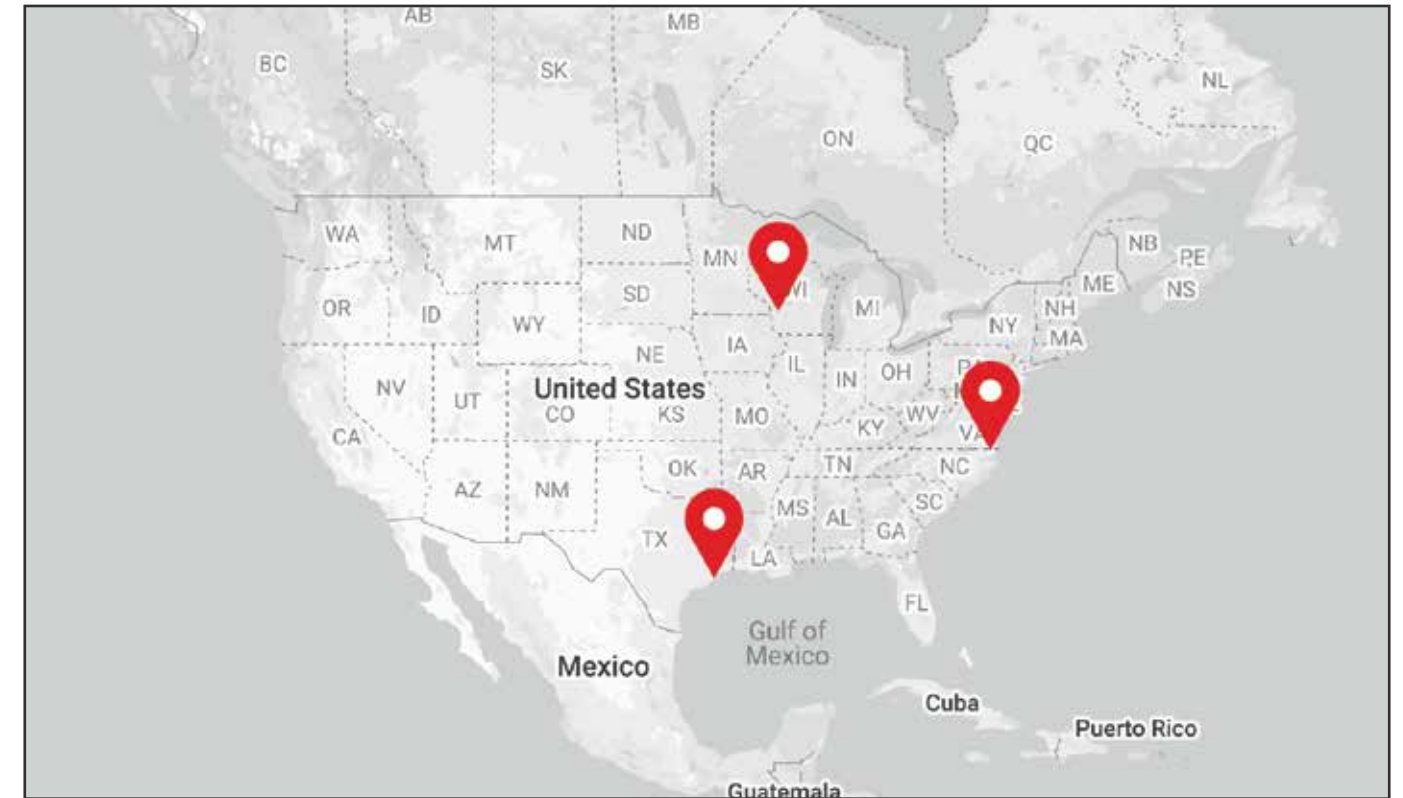 AB
MB
BC
SK
NL
ON
QC
WA
MT
ND
MN
NB
PE
ME
NS
OR
ID
SD
WI
MI
NH
WY
NY
MA
NE
IA
IL
IN
OH
PA
NV
UT
United States
CO
KS
MO
WV
KY
VA
CA
AZ
NM
OK
AR
TN
NC
TX
MS
AL
SC
GA
LA
FL
Gulf of
Mexico
Mexico
Cuba
Puerto Rico
Guatemala